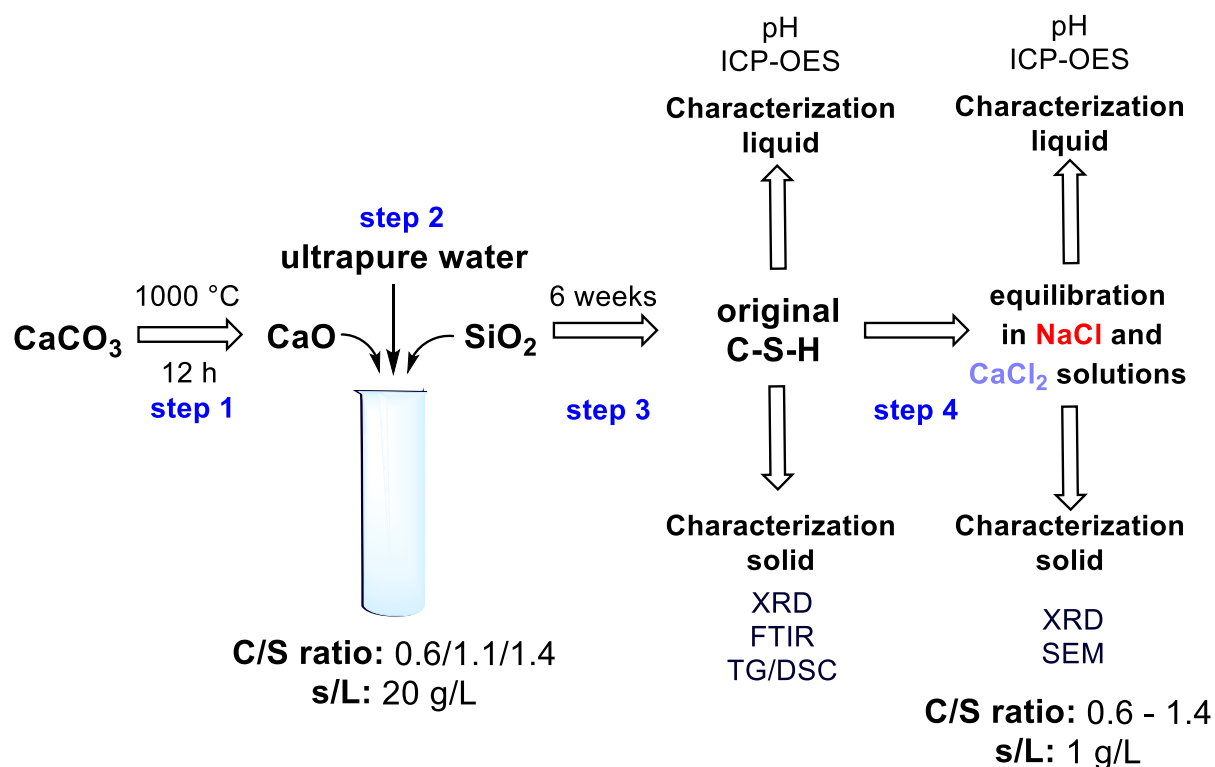 CaCO₃
1000 °C
12 h
step 1
step 2
ultrapure water
CaO
SiO₂
C/S ratio: 0.6/1.1/1.4
s/L: 20 g/L
6 weeks
step 3
pH
ICP-OES
Characterization
liquid
original
C-S-H
Characterization
solid
XRD
FTIR
TG/DSC
step 4
pH
ICP-OES
Characterization
liquid
equilibration
in NaCl and
CaCl₂ solutions
Characterization
solid
XRD
SEM
C/S ratio: 0.6 - 1.4
s/L: 1 g/L